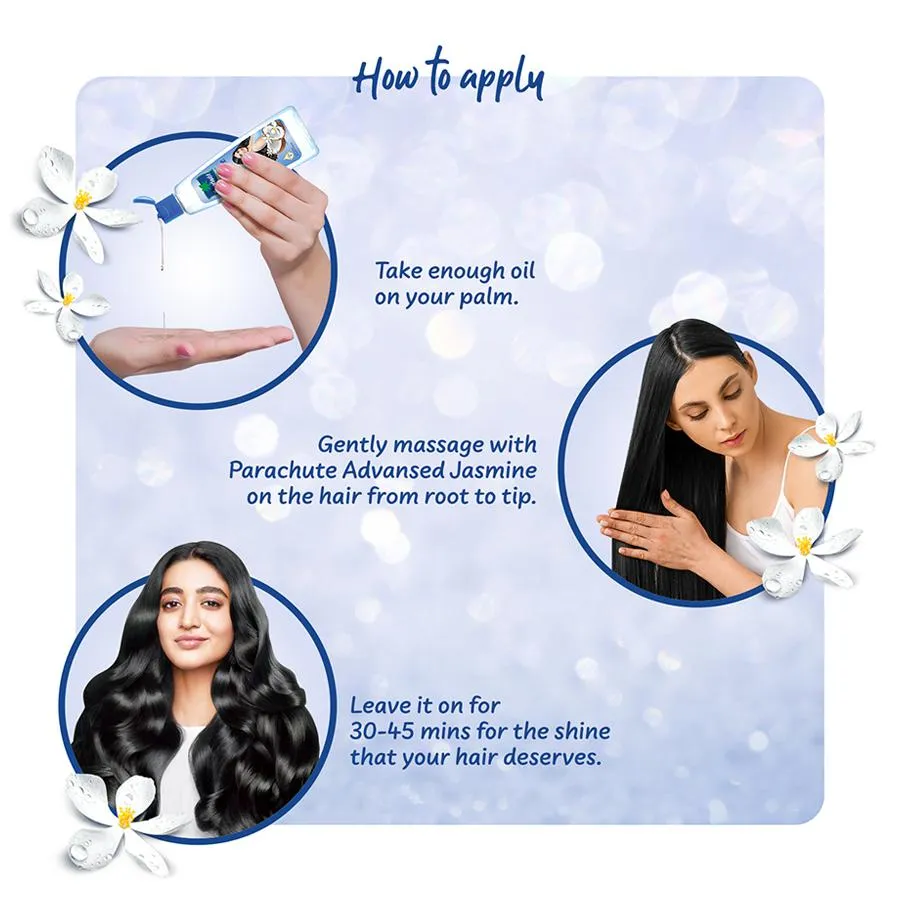 How to apply
Take enough oil
on your palm.
Gently massage with
Parachute Advansed Jasmine
on the hair from root to tip.
Leave it on for
30-45 mins for the shine
that your hair deserves.